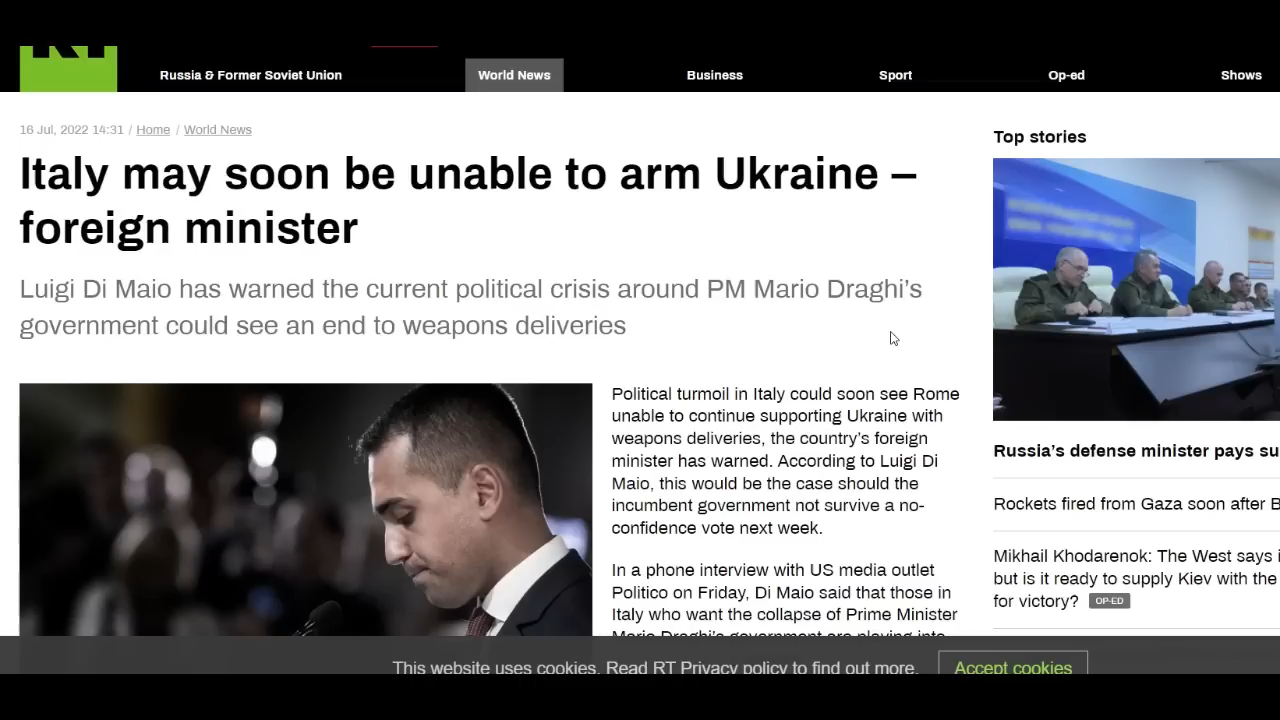 RT
Russia & Former Soviet Union
World News
Business
Sport
Op-ed
Shows
16 Jul, 2022 14:31 / Home / World News
Italy may soon be unable to arm Ukraine –
foreign minister
Luigi Di Maio has warned the current political crisis around PM Mario Draghi's
government could see an end to weapons deliveries
Political turmoil in Italy could soon see Rome
unable to continue supporting Ukraine with
weapons deliveries, the country's foreign
minister has warned. According to Luigi Di
Maio, this would be the case should the
incumbent government not survive a no-
confidence vote next week.
In a phone interview with US media outlet
Politico on Friday, Di Maio said that those in
Italy who want the collapse of Prime Minister
Mario Draghi's government are playing into
Top stories
Russia's defense minister pays su
Rockets fired from Gaza soon after B
Mikhail Khodarenok: The West says i
but is it ready to supply Kiev with the
for victory? OP-ED
This website uses cookies. Read RT Privacy policy to find out more.
Accept cookies